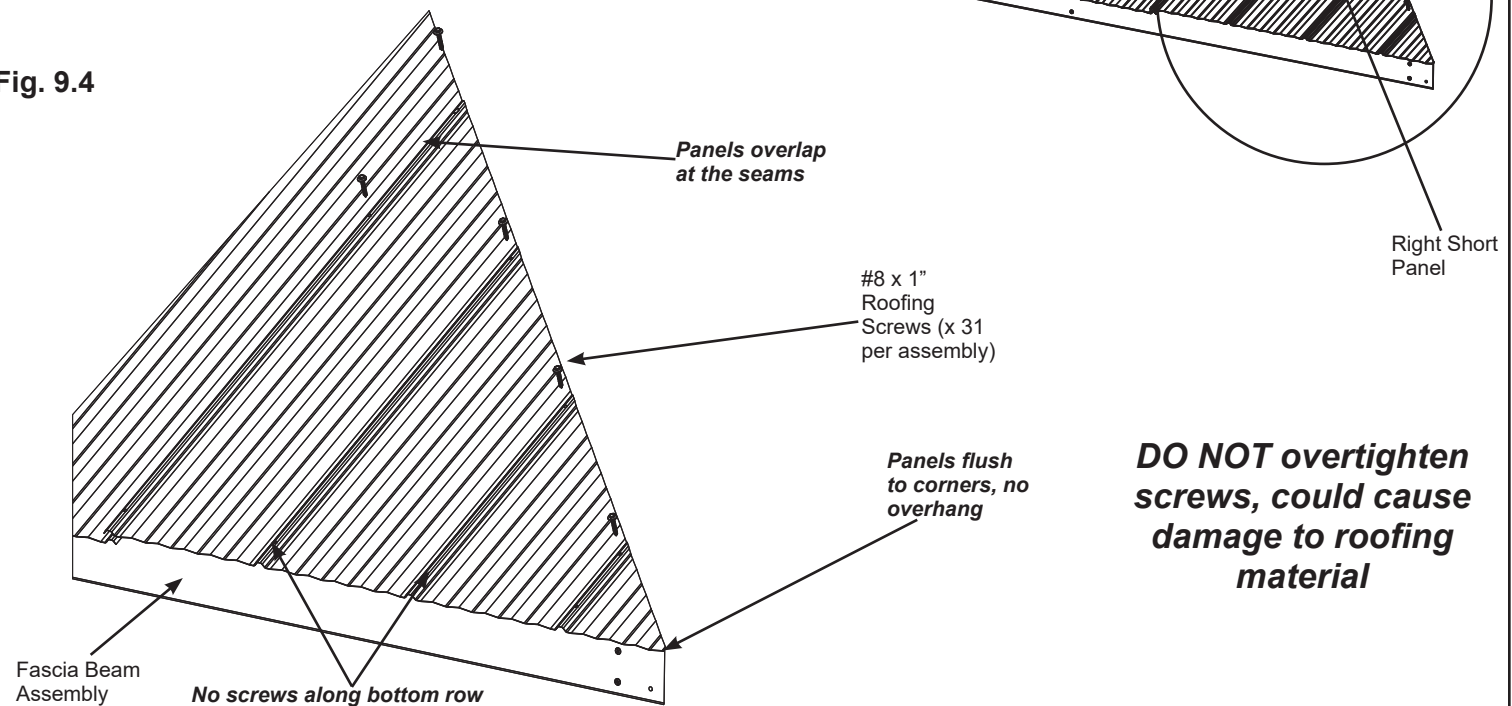 Fig. 9.4
Panels overlap
at the seams
Right Short
Panel
#8 x 1”
Roofing
Screws (x 31
per assembly)
Panels flush
to corners, no
overhang
DO NOT overtighten
screws, could cause
damage to roofing
material
Fascia Beam
Assembly
No screws along bottom row